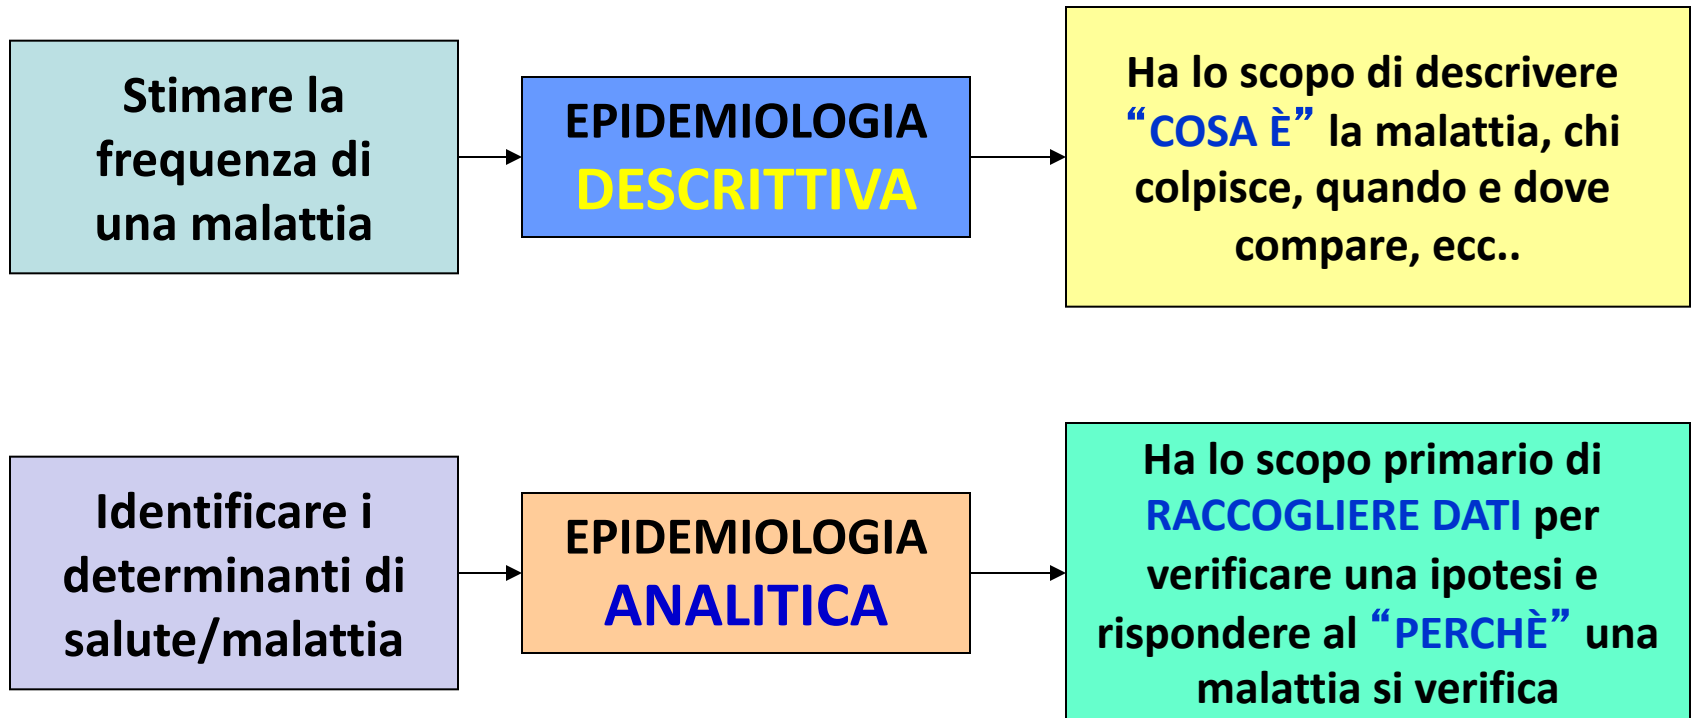 Stimare la
frequenza di
una malattia
EPIDEMIOLOGIA
DESCRITTIVA
Ha lo scopo di descrivere
“COSA È” la malattia, chi
colpisce, quando e dove
compare, ecc..
Identificare i
determinanti di
salute/malattia
EPIDEMIOLOGIA
ANALITICA
Ha lo scopo primario di
RACCOGLIERE DATI per
verificare una ipotesi e
rispondere al “PERCHÈ” una
malattia si verifica